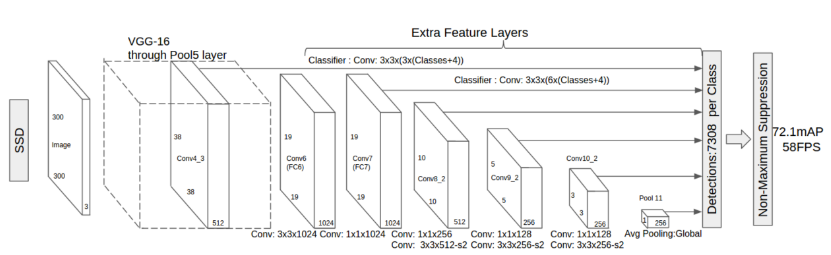 Extra Feature Layers
VGG-16
through Pool5 layer
Classifier : Conv: 3x3x(3x(Classes+4))
Classifier : Conv: 3x3x(6x(Classes+4))
SSD
300
Image
300
3
38
Conv4_3
38
512
19
Conv6
(FC6)
19
1024
19
Conv7
(FC7)
19
1024
10
Conv8_2
10
512
5
Conv9_2
5
256
Conv10_2
3
3
256
Pool 11
1
256
Conv: 3x3x1024
Conv: 1x1x1024
Conv: 1x1x256
Conv: 3x3x512-s2
Conv: 1x1x128
Conv: 3x3x256-s2
Conv: 1x1x128
Conv: 3x3x256-s2
Avg Pooling:Global
Detections:7308 per Class
Non-Maximum Suppression
72.1mAP
58FPS